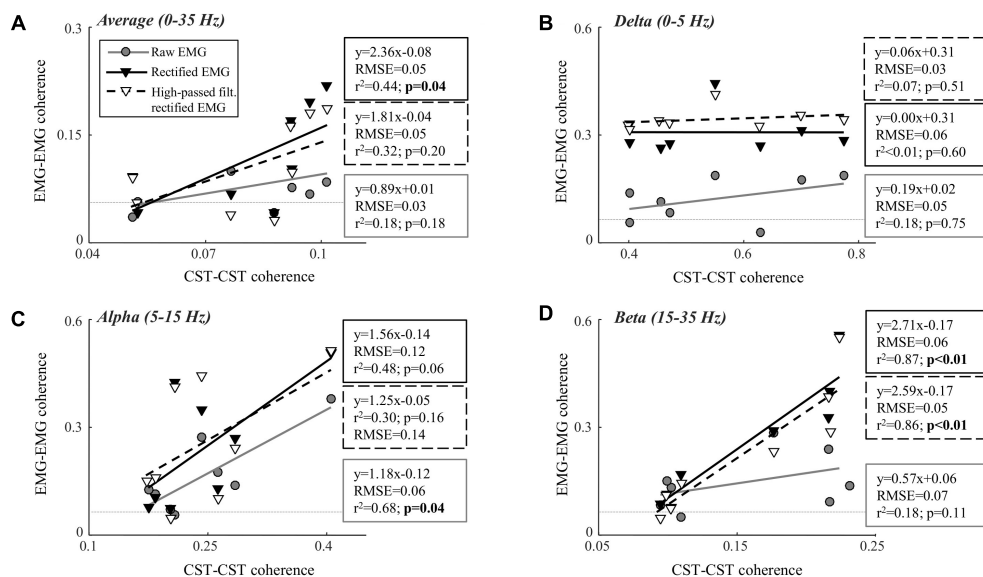 A
Average (0-35 Hz)
0.3
0.15
0
EMG-EMG coherence
Raw EMG
Rectified EMG
High-passed filt.
rectified EMG
0.04
0.07
0.1
CST-CST coherence
y=2.36x-0.08
RMSE=0.05
r²=0.44; p=0.04
y=1.81x-0.04
RMSE=0.05
r²=0.32; p=0.20
y=0.89x+0.01
RMSE=0.03
r²=0.18; p=0.18
B
Delta (0-5 Hz)
0.6
0.3
0
EMG-EMG coherence
0.4
0.6
0.8
CST-CST coherence
y=0.06x+0.31
RMSE=0.03
r²=0.07; p=0.51
y=0.00x+0.31
RMSE=0.06
r²<0.01; p=0.60
y=0.19x+0.02
RMSE=0.05
r²=0.18; p=0.75
C
Alpha (5-15 Hz)
0.6
0.3
0
EMG-EMG coherence
0.1
0.25
0.4
CST-CST coherence
y=1.56x-0.14
RMSE=0.12
r²=0.48; p=0.06
y=1.25x-0.05
r²=0.30; p=0.16
RMSE=0.14
y=1.18x-0.12
RMSE=0.06
r²=0.68; p=0.04
D
Beta (15-35 Hz)
0.6
0.3
0
EMG-EMG coherence
0.05
0.15
0.25
CST-CST coherence
y=2.71x-0.17
RMSE=0.06
r²=0.87; p<0.01
y=2.59x-0.17
RMSE=0.05
r²=0.86; p<0.01
y=0.57x+0.06
RMSE=0.07
r²=0.18; p=0.11